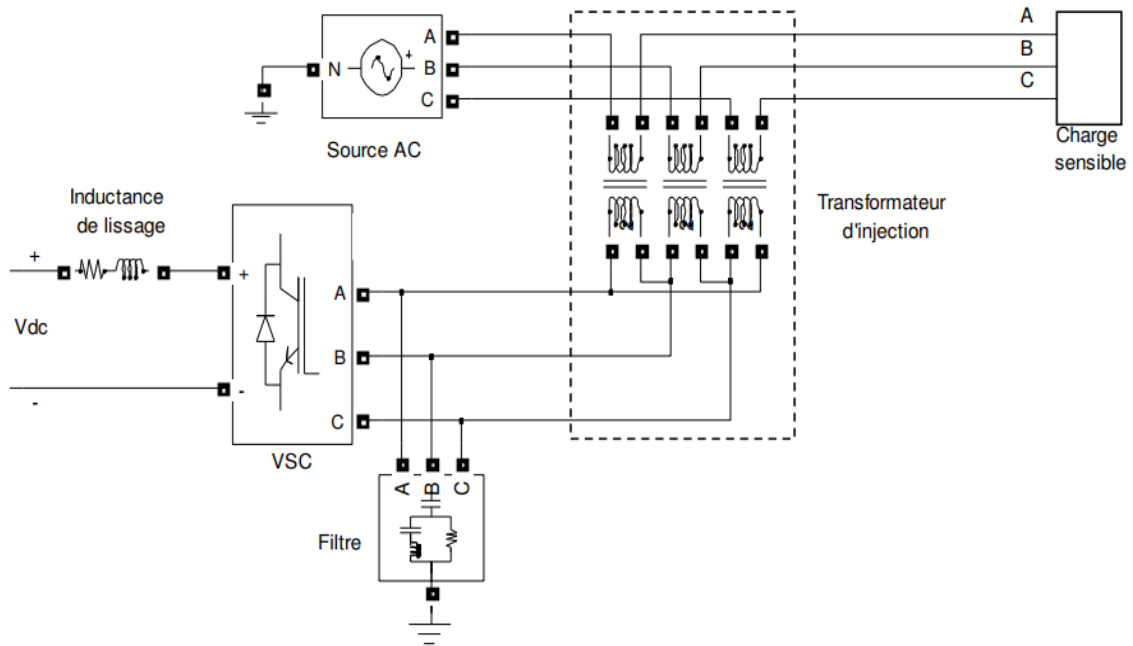 A
B
C
N
+
A
B
C
Source AC
Charge
sensible
Transformateur
d'injection
Inductance
de lissage
+
Vdc
-
+
-
A
B
C
VSC
A
B
C
Filtre